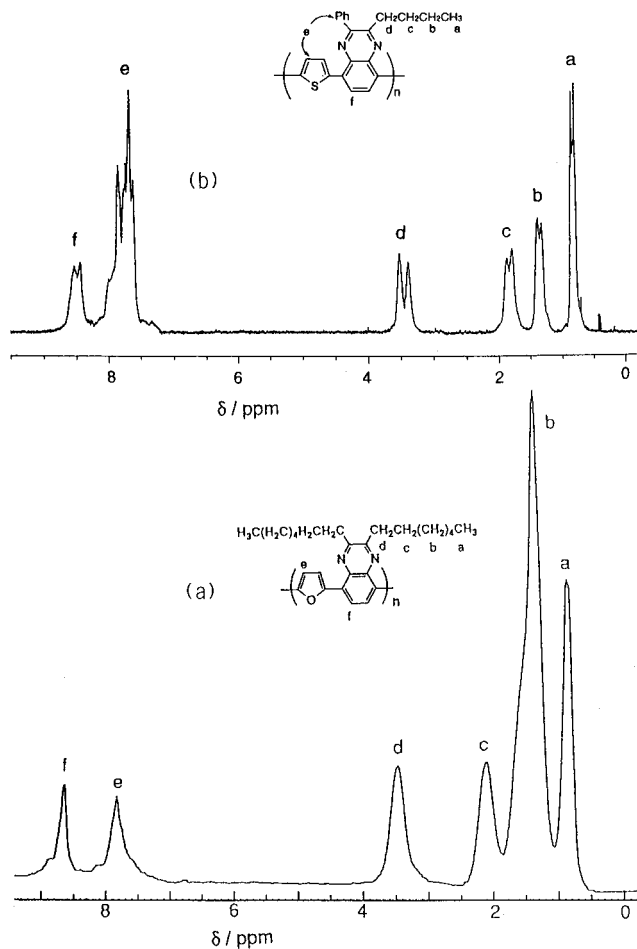 Ph CH₂CH₂CH₂CH₃
e d c b a
N N
S n
f
e
a
(b)
b
f
d
c
8 6 4 2 0
δ / ppm
b
H₃C(H₂C)₄H₂CH₂C CH₂CH₂(CH₂)₄CH₃
d c b a
e N N
(a)
O n
f
a
f
e
d
c
8 6 4 2 0
δ / ppm